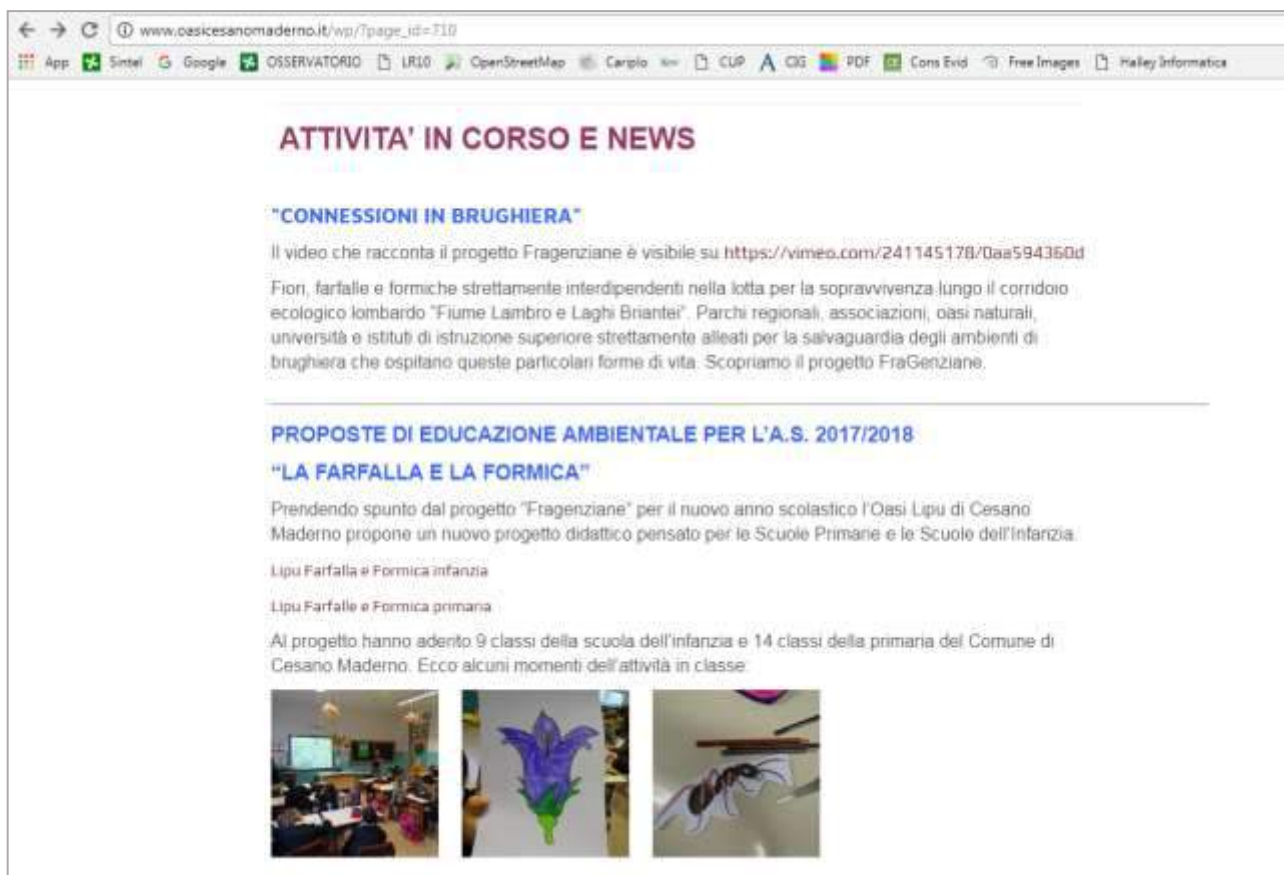 www.oasicesanomaderno.it/wp/?page_id=710
App Sintel Google OSSERVATORIO LR10 OpenStreetMap Cariplo CUP CIG PDF Cons Evid Free Images Halley Informatica
ATTIVITA' IN CORSO E NEWS
"CONNESSIONI IN BRUGHIERA"
Il video che racconta il progetto Fragenziane è visibile su https://vimeo.com/241145178/0aa594360d
Fiori, farfalle e formiche strettamente interdipendenti nella lotta per la sopravvivenza lungo il corridoio
ecologico lombardo "Fiume Lambro e Laghi Briantei". Parchi regionali, associazioni, oasi naturali,
università e istituti di istruzione superiore strettamente alleati per la salvaguardia degli ambienti di
brughiera che ospitano queste particolari forme di vita. Scopriamo il progetto FraGenziane.
PROPOSTE DI EDUCAZIONE AMBIENTALE PER L'A.S. 2017/2018
“LA FARFALLA E LA FORMICA”
Prendendo spunto dal progetto "Fragenziane" per il nuovo anno scolastico l'Oasi Lipu di Cesano
Maderno propone un nuovo progetto didattico pensato per le Scuole Primarie e le Scuole dell'Infanzia.
Lipu Farfalla e Formica infanzia
Lipu Farfalle e Formica primaria
Al progetto hanno aderito 9 classi della scuola dell'infanzia e 14 classi della primaria del Comune di
Cesano Maderno. Ecco alcuni momenti dell'attività in classe: